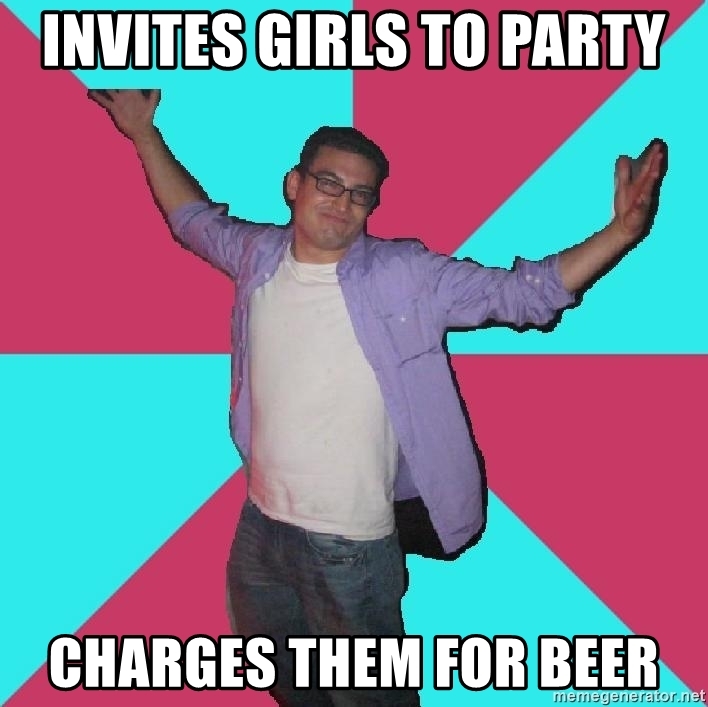 INVITES GIRLS TO PARTY
CHARGES THEM FOR BEER
memegenerator.net